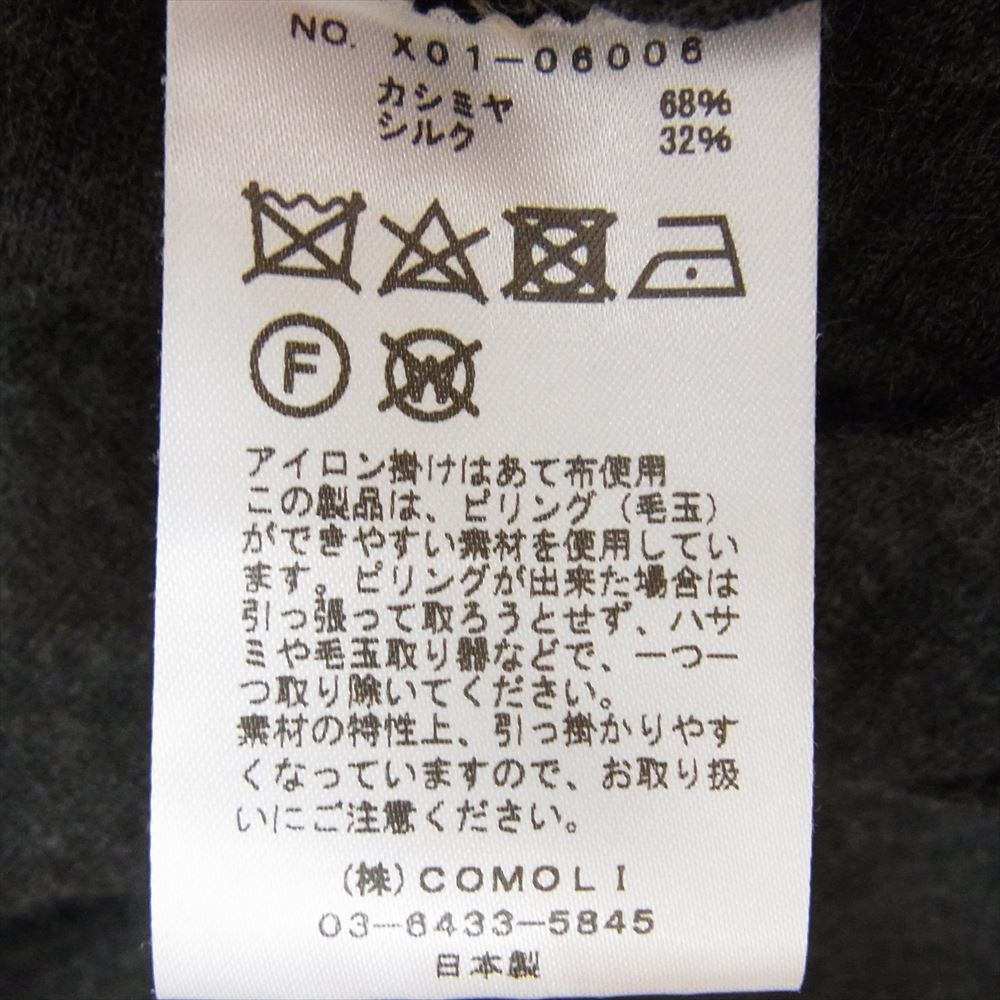 NO. X01-06006
カシミヤ 68%
シルク 32%
F W
アイロン掛けはあて布使用
この製品は、ピリング（毛玉）
ができやすい素材を使用してい
ます。ピリングが出来た場合は
引っ張って取ろうとせず、ハサ
ミや毛玉取り器などで、一つ一
つ取り除いてください。
素材の特性上、引っ掛かりやす
くなっていますので、お取り扱
いにご注意ください。
(株)COMOLI
03-6433-5845
日本製